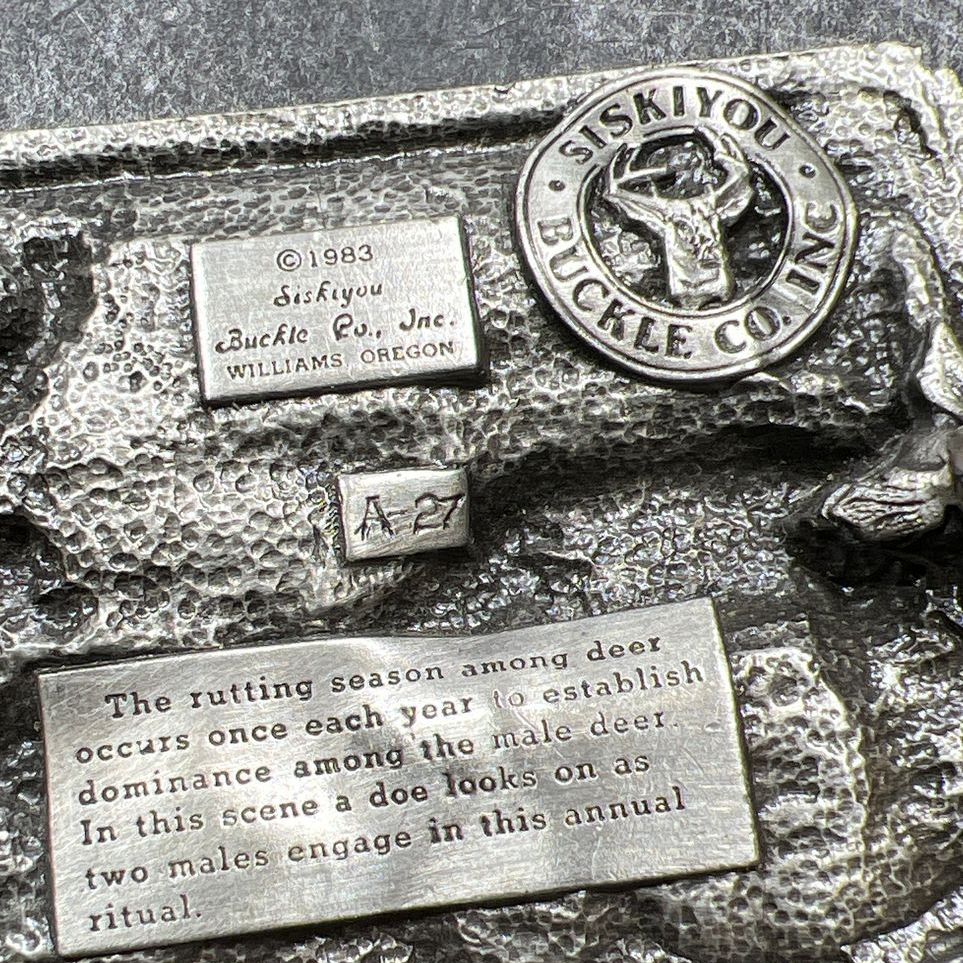 SISKIYOU
BUCKLE CO. INC
©1983
Siskiyou
Buckle Co., Inc.
WILLIAMS, OREGON
A-27
The rutting season among deer
occurs once each year to establish
dominance among the male deer.
In this scene a doe looks on as
two males engage in this annual
ritual.